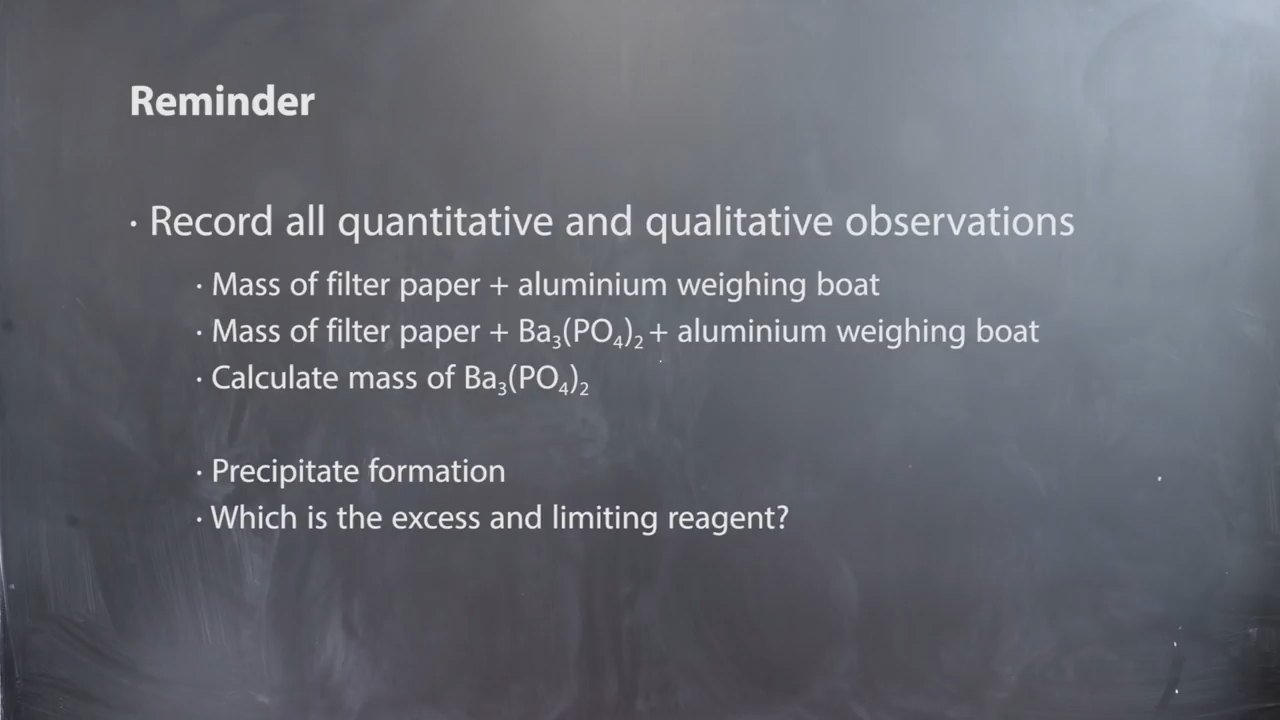 Reminder
· Record all quantitative and qualitative observations
· Mass of filter paper + aluminium weighing boat
· Mass of filter paper + Ba₃(PO₄)₂ + aluminium weighing boat
· Calculate mass of Ba₃(PO₄)₂
· Precipitate formation
· Which is the excess and limiting reagent?